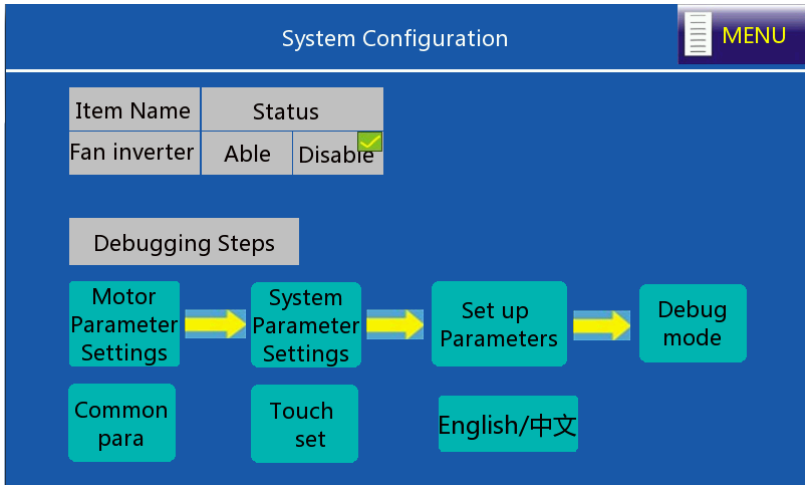 System Configuration
MENU
Item Name
Status
Fan inverter
Able
Disable
Debugging Steps
Motor
Parameter
Settings
System
Parameter
Settings
Set up
Parameters
Debug
mode
Common
para
Touch
set
English/中文